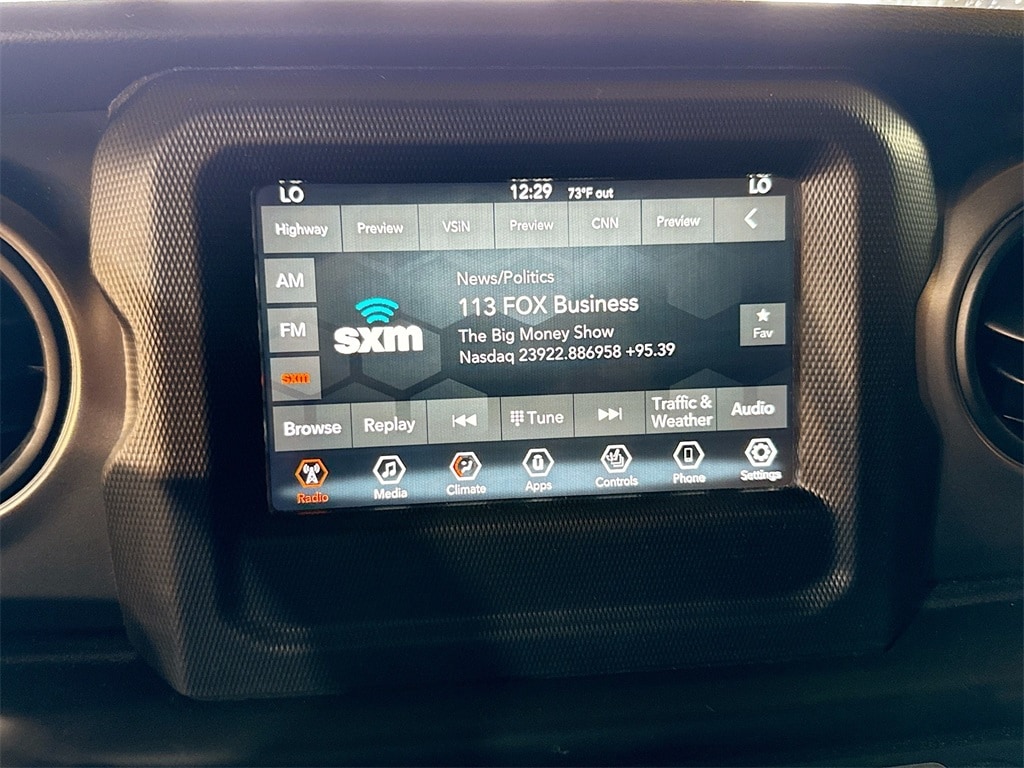 LO 12:29 73°F out LO
Highway Preview VSiN Preview CNN Preview
AM
FM
sxm
sxm
News/Politics
113 FOX Business
The Big Money Show
Nasdaq 23922.886958 +95.39
Fav
Browse Replay Tune Traffic & Weather Audio
Radio Media Climate Apps Controls Phone Settings